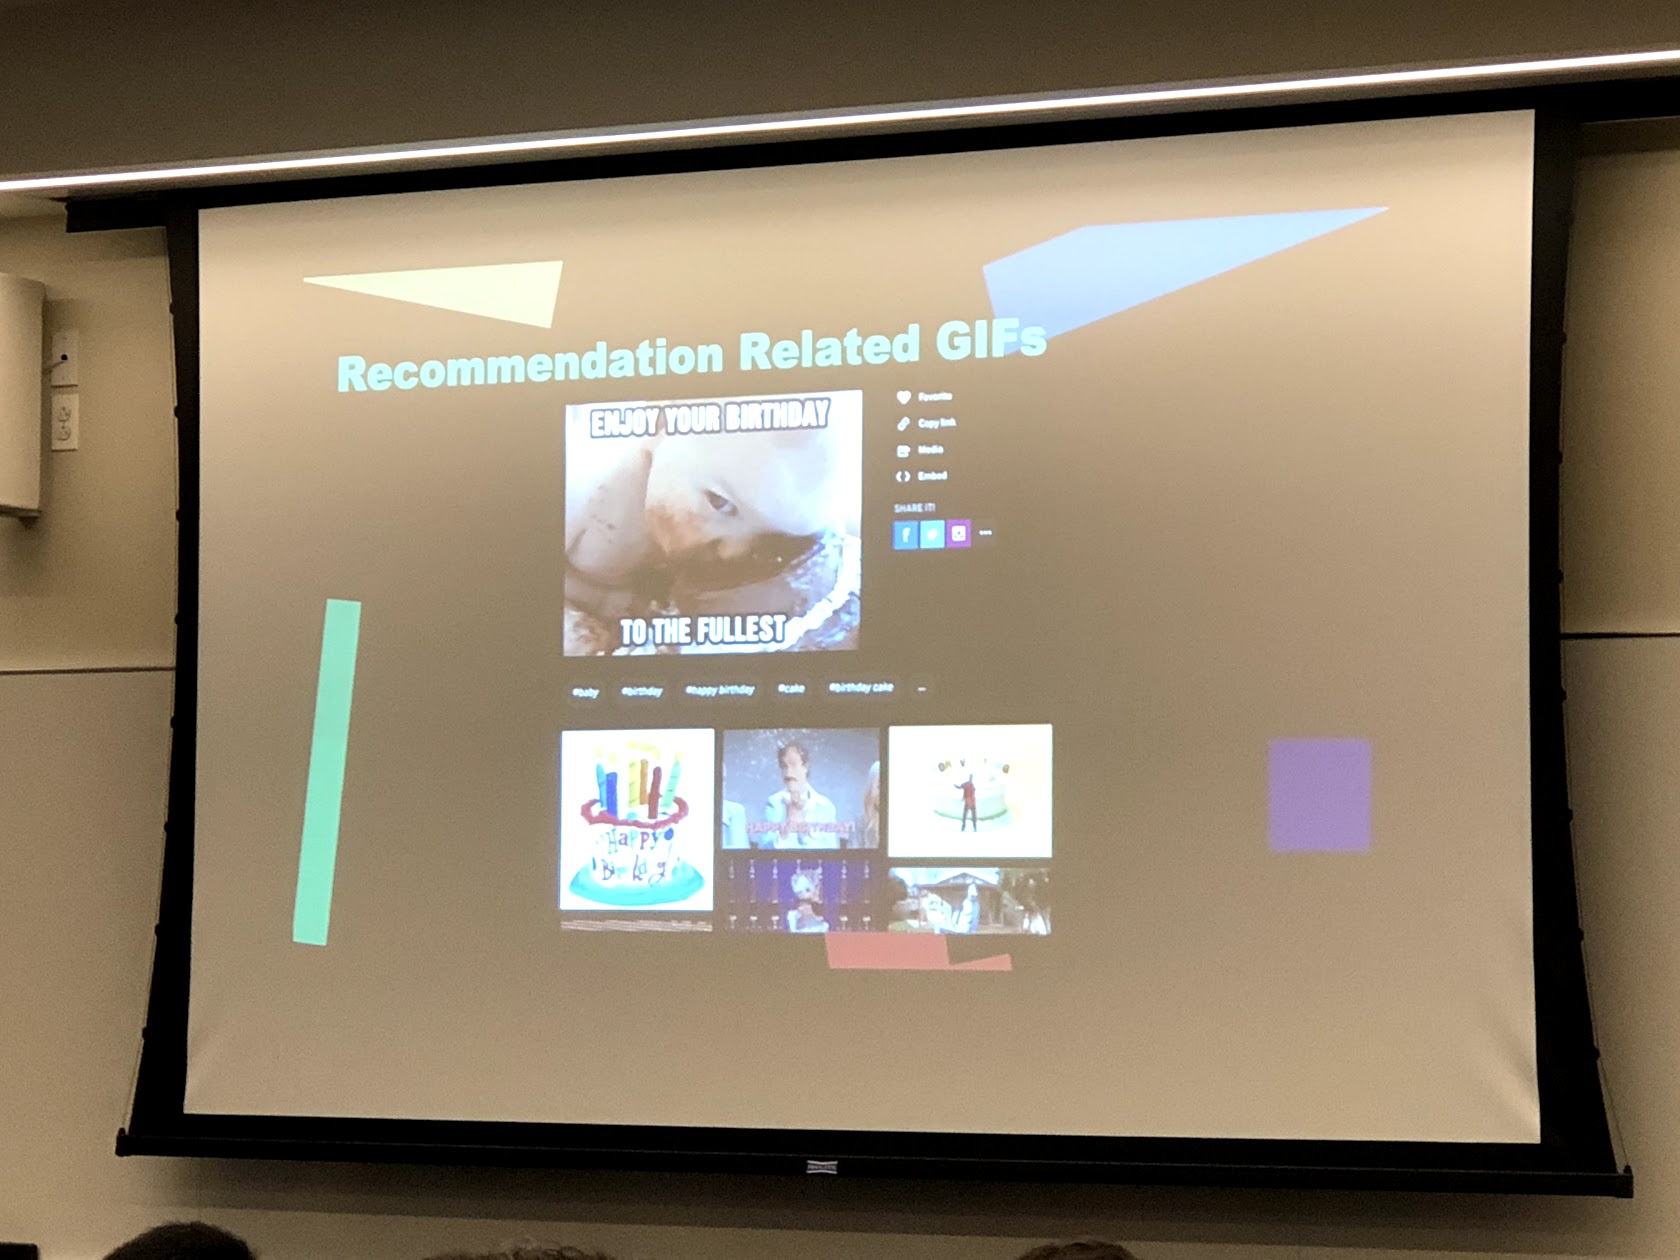 Recommendation Related GIFs
ENJOY YOUR BIRTHDAY
TO THE FULLEST
Favorite
Copy link
Media
Embed
SHARE IT!
f
#baby #birthday #happy birthday #cake #birthday cake ...
Happy
HAPPY BIRTHDAY!